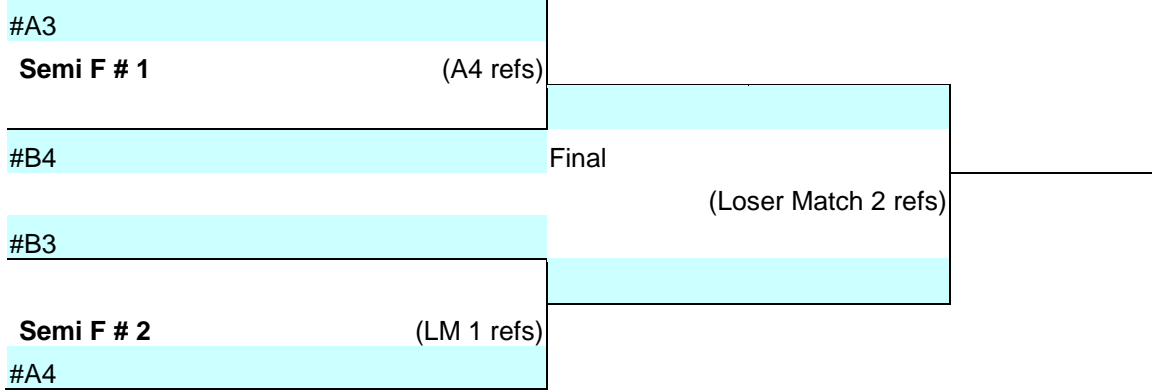 #A3
Semi F # 1 (A4 refs)
#B4
Final
(Loser Match 2 refs)
#B3
Semi F # 2 (LM 1 refs)
#A4